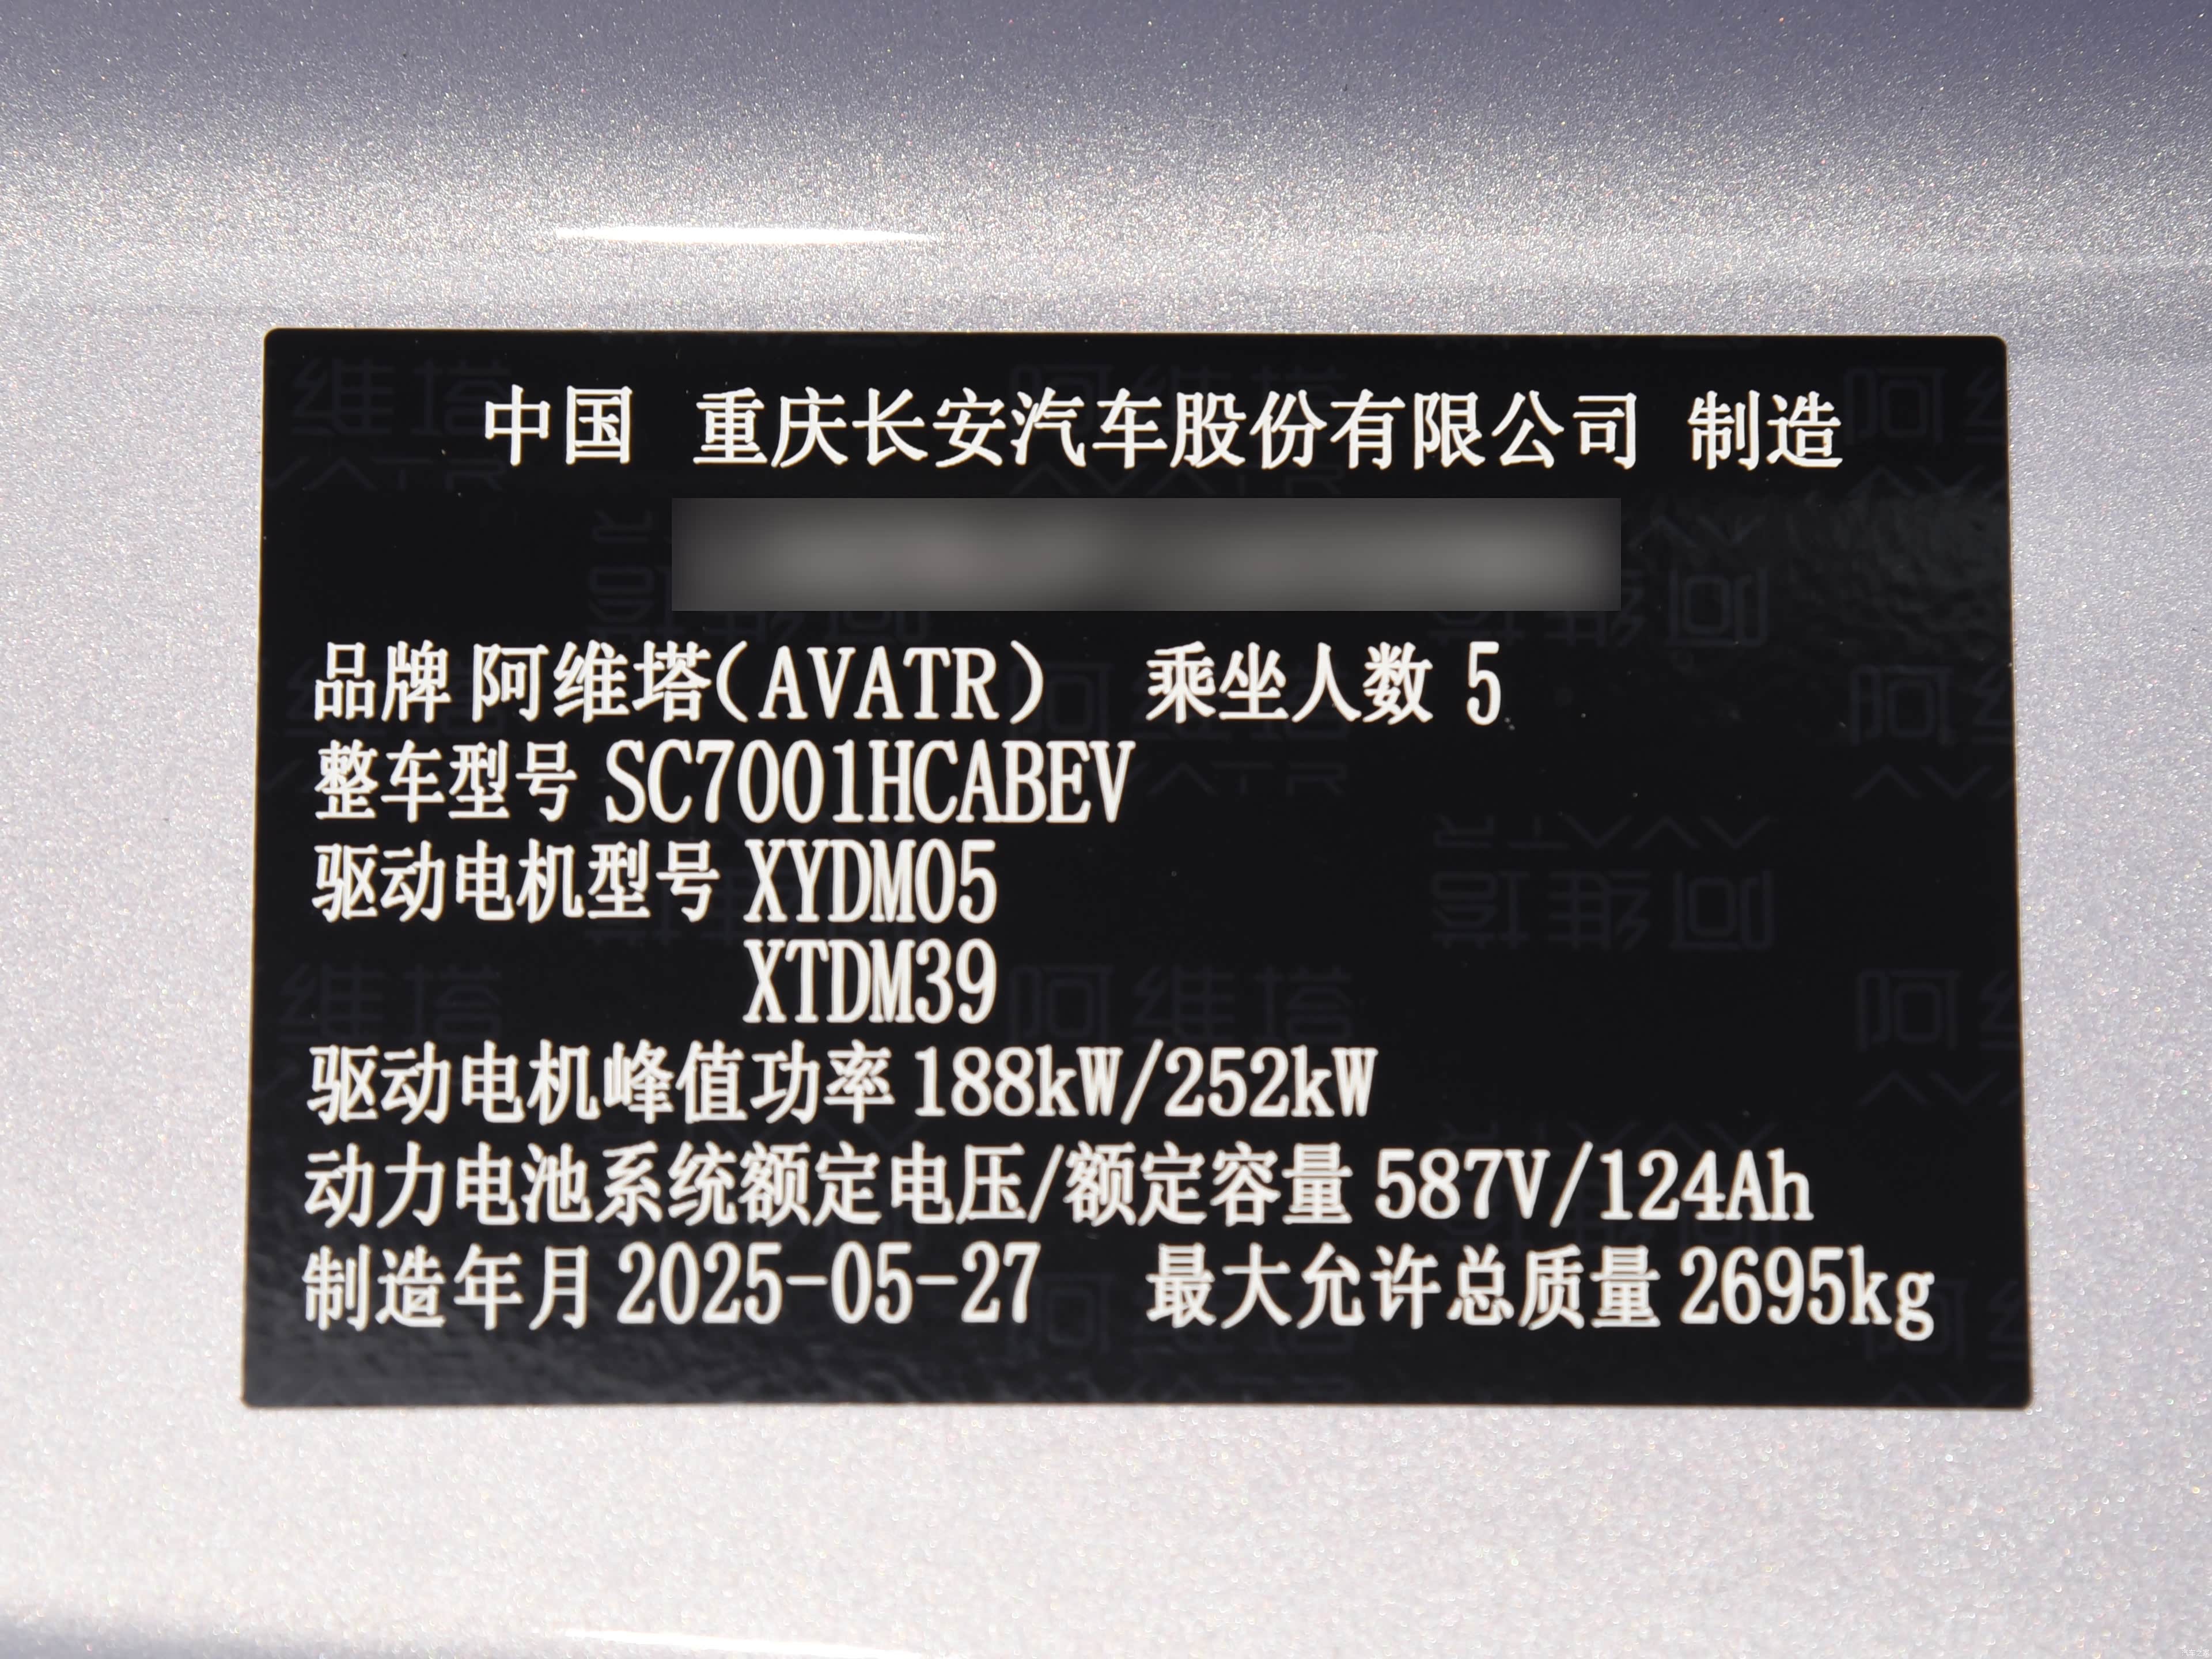 中国 重庆长安汽车股份有限公司 制造
品牌 阿维塔(AVATR) 乘坐人数 5
整车型号 SC7001HCABEV
驱动电机型号 XYDM05
XTDM39
驱动电机峰值功率 188kW/252kW
动力电池系统额定电压/额定容量 587V/124Ah
制造年月 2025-05-27 最大允许总质量 2695kg